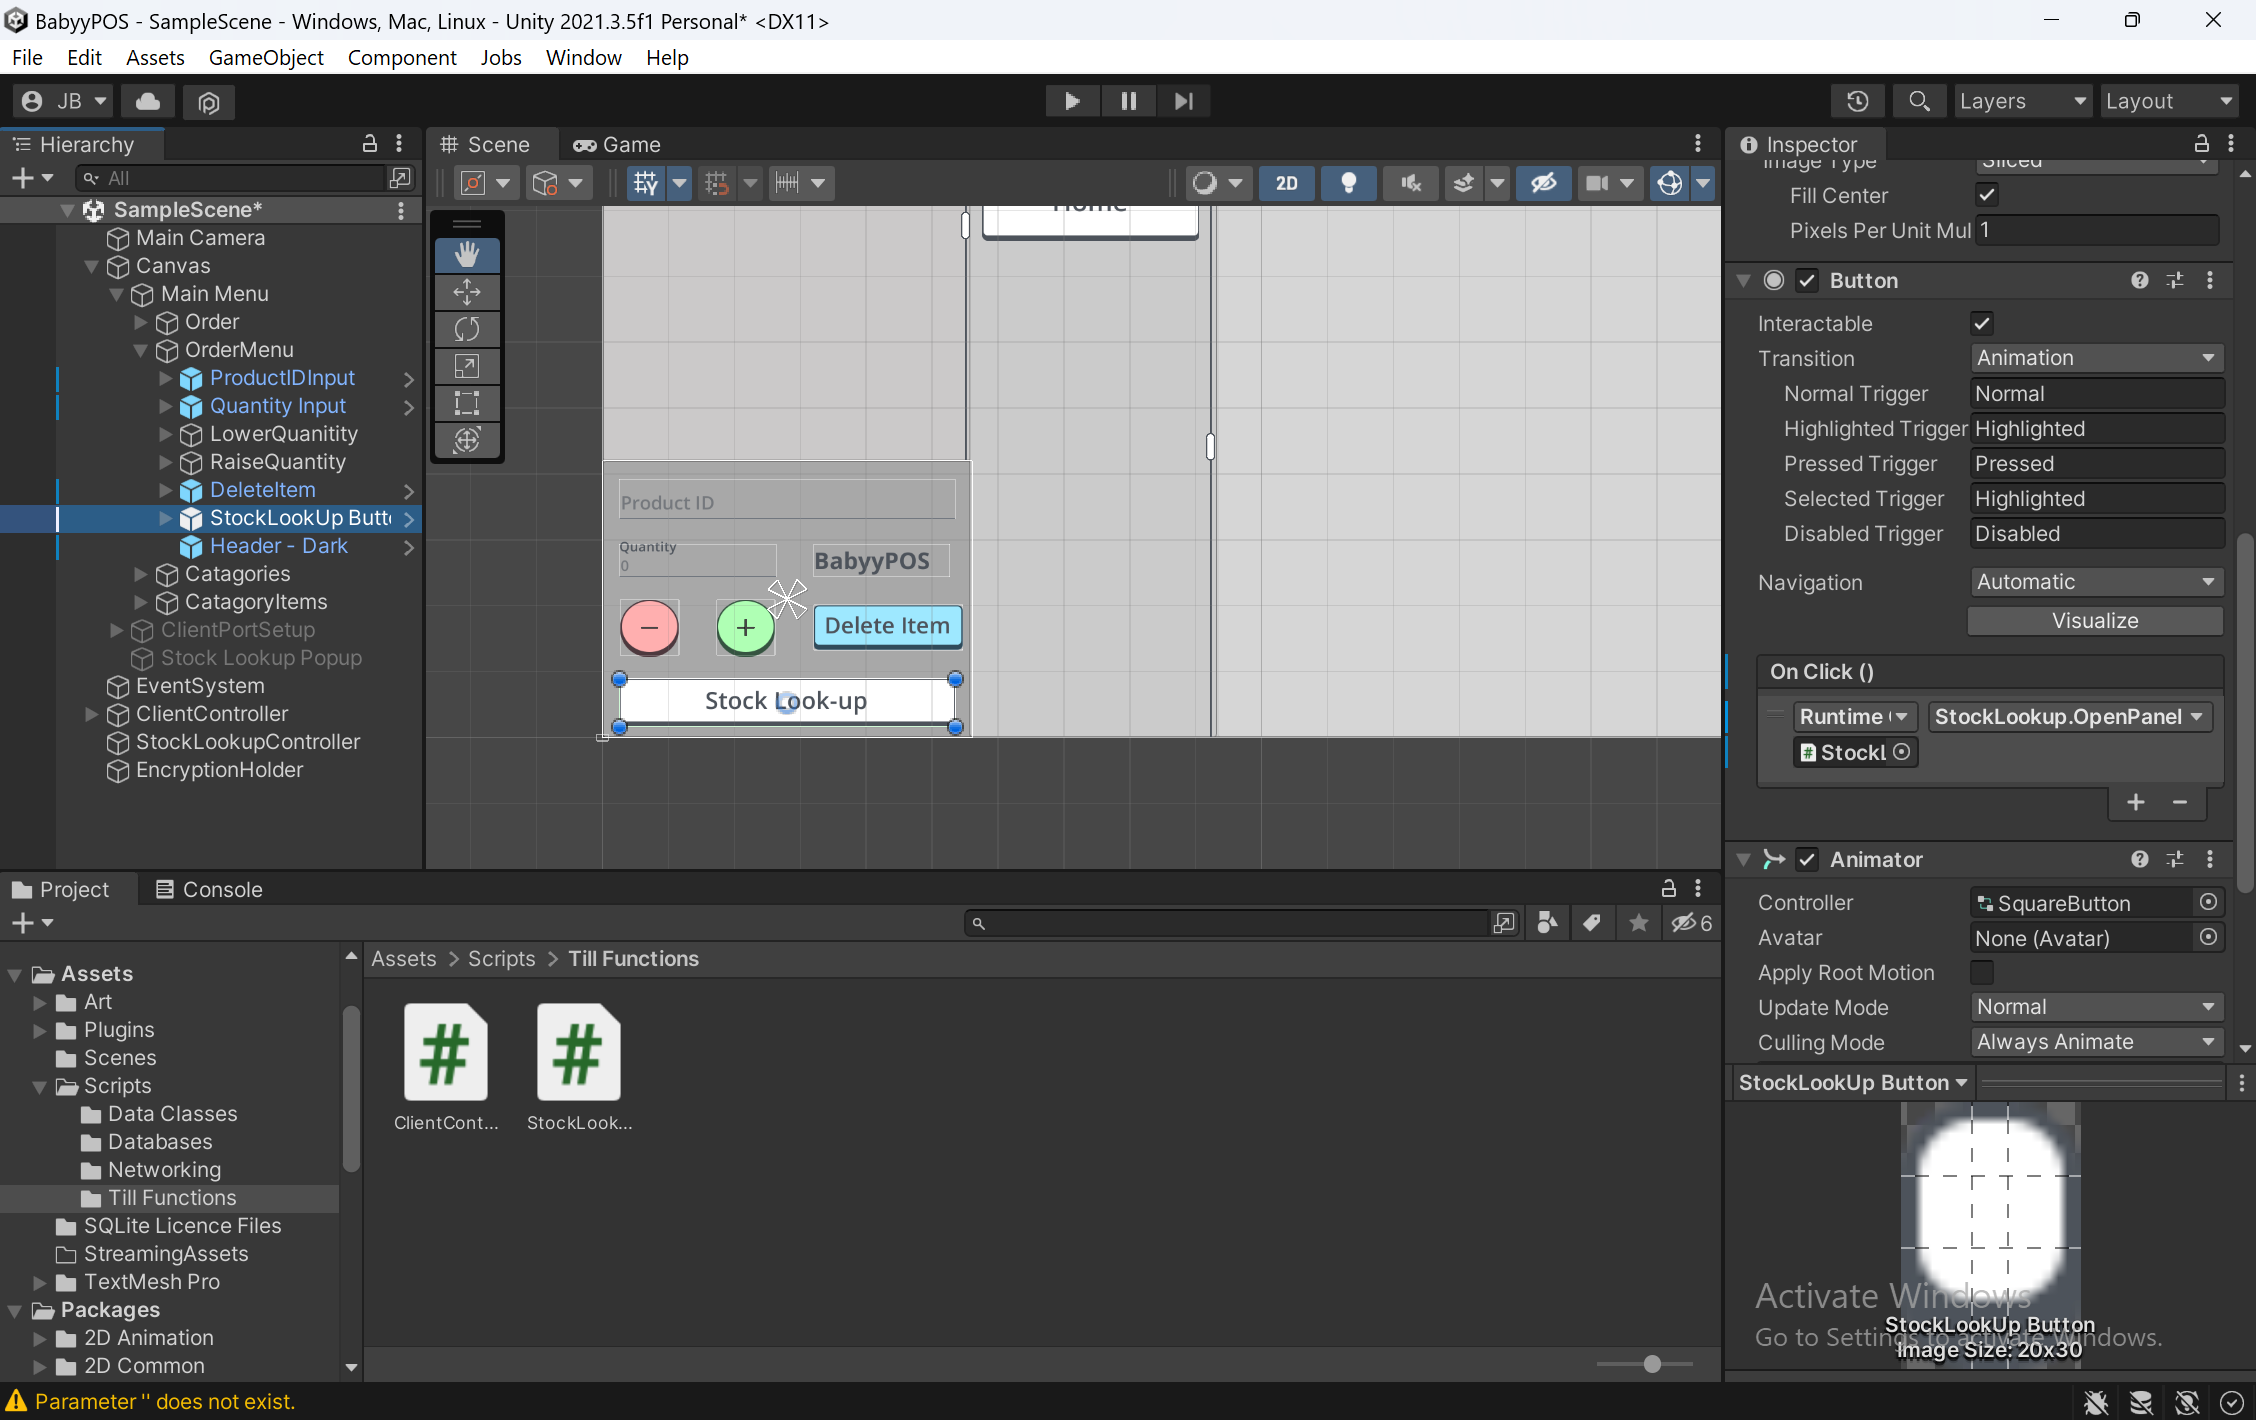 BabyyPOS - SampleScene - Windows, Mac, Linux - Unity 2021.3.5f1 Personal* <DX11>
File Edit Assets GameObject Component Jobs Window Help
JB
Layers
Layout
Hierarchy
All
SampleScene*
Main Camera
Canvas
Main Menu
Order
OrderMenu
ProductIDInput
Quantity Input
LowerQuanitity
RaiseQuantity
DeleteItem
StockLookUp Butt
Header - Dark
Catagories
CatagoryItems
ClientPortSetup
Stock Lookup Popup
EventSystem
ClientController
StockLookupController
EncryptionHolder
Scene
Game
2D
Home
Product ID
Quantity
0
BabyyPOS
−
+
Delete Item
Stock Look-up
Inspector
Image Type Sliced
Fill Center
Pixels Per Unit Mul 1
Button
Interactable
Transition Animation
Normal Trigger Normal
Highlighted Trigger Highlighted
Pressed Trigger Pressed
Selected Trigger Highlighted
Disabled Trigger Disabled
Navigation Automatic
Visualize
On Click ()
Runtime StockLookup.OpenPanel
# Stockl
+ −
Animator
Controller SquareButton
Avatar None (Avatar)
Apply Root Motion
Update Mode Normal
Culling Mode Always Animate
StockLookUp Button
Activate Windows
StockLookUp Button
Go to Settings to activate Windows.
Image Size: 20x30
Project
Console
6
Assets
Art
Plugins
Scenes
Scripts
Data Classes
Databases
Networking
Till Functions
SQLite Licence Files
StreamingAssets
TextMesh Pro
Packages
2D Animation
2D Common
Assets > Scripts > Till Functions
#
#
ClientCont...
StockLook...
Parameter '' does not exist.